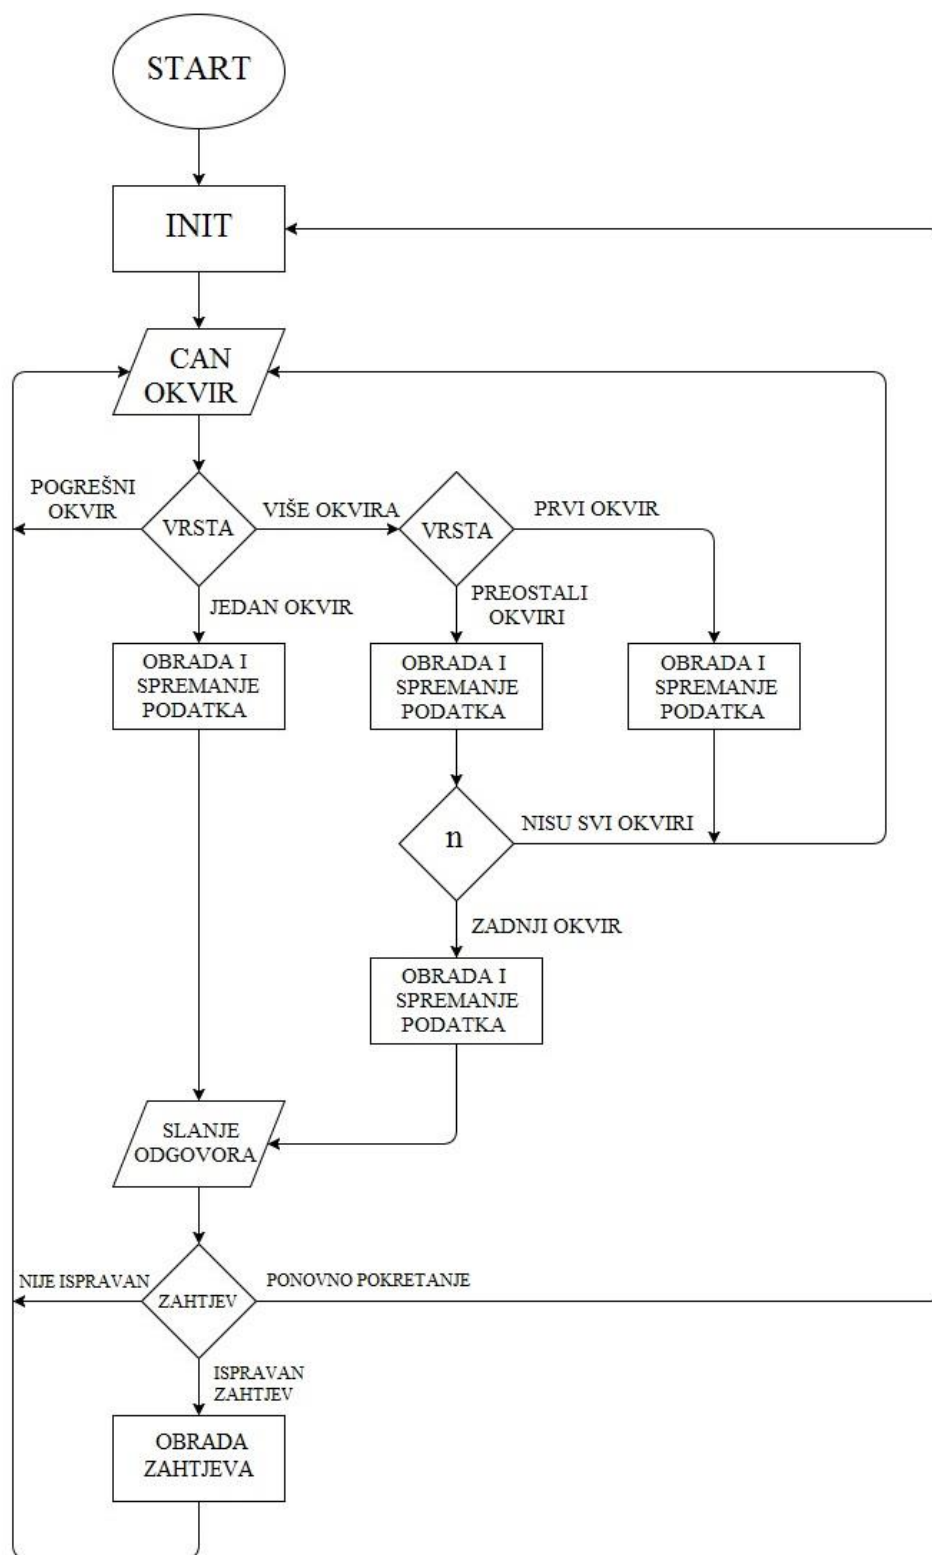 START
INIT
CAN
OKVIR
POGREŠNI
OKVIR
VRSTA
VIŠE OKVIRA
VRSTA
PRVI OKVIR
JEDAN OKVIR
PREOSTALI
OKVIRI
OBRADA I
SPREMANJE
PODATKA
OBRADA I
SPREMANJE
PODATKA
OBRADA I
SPREMANJE
PODATKA
n
NISU SVI OKVIRI
ZADNJI OKVIR
OBRADA I
SPREMANJE
PODATKA
SLANJE
ODGOVORA
NIJE ISPRAVAN
ZAHTJEV
PONOVNO POKRETANJE
ISPRAVAN
ZAHTJEV
OBRADA
ZAHTJEVA